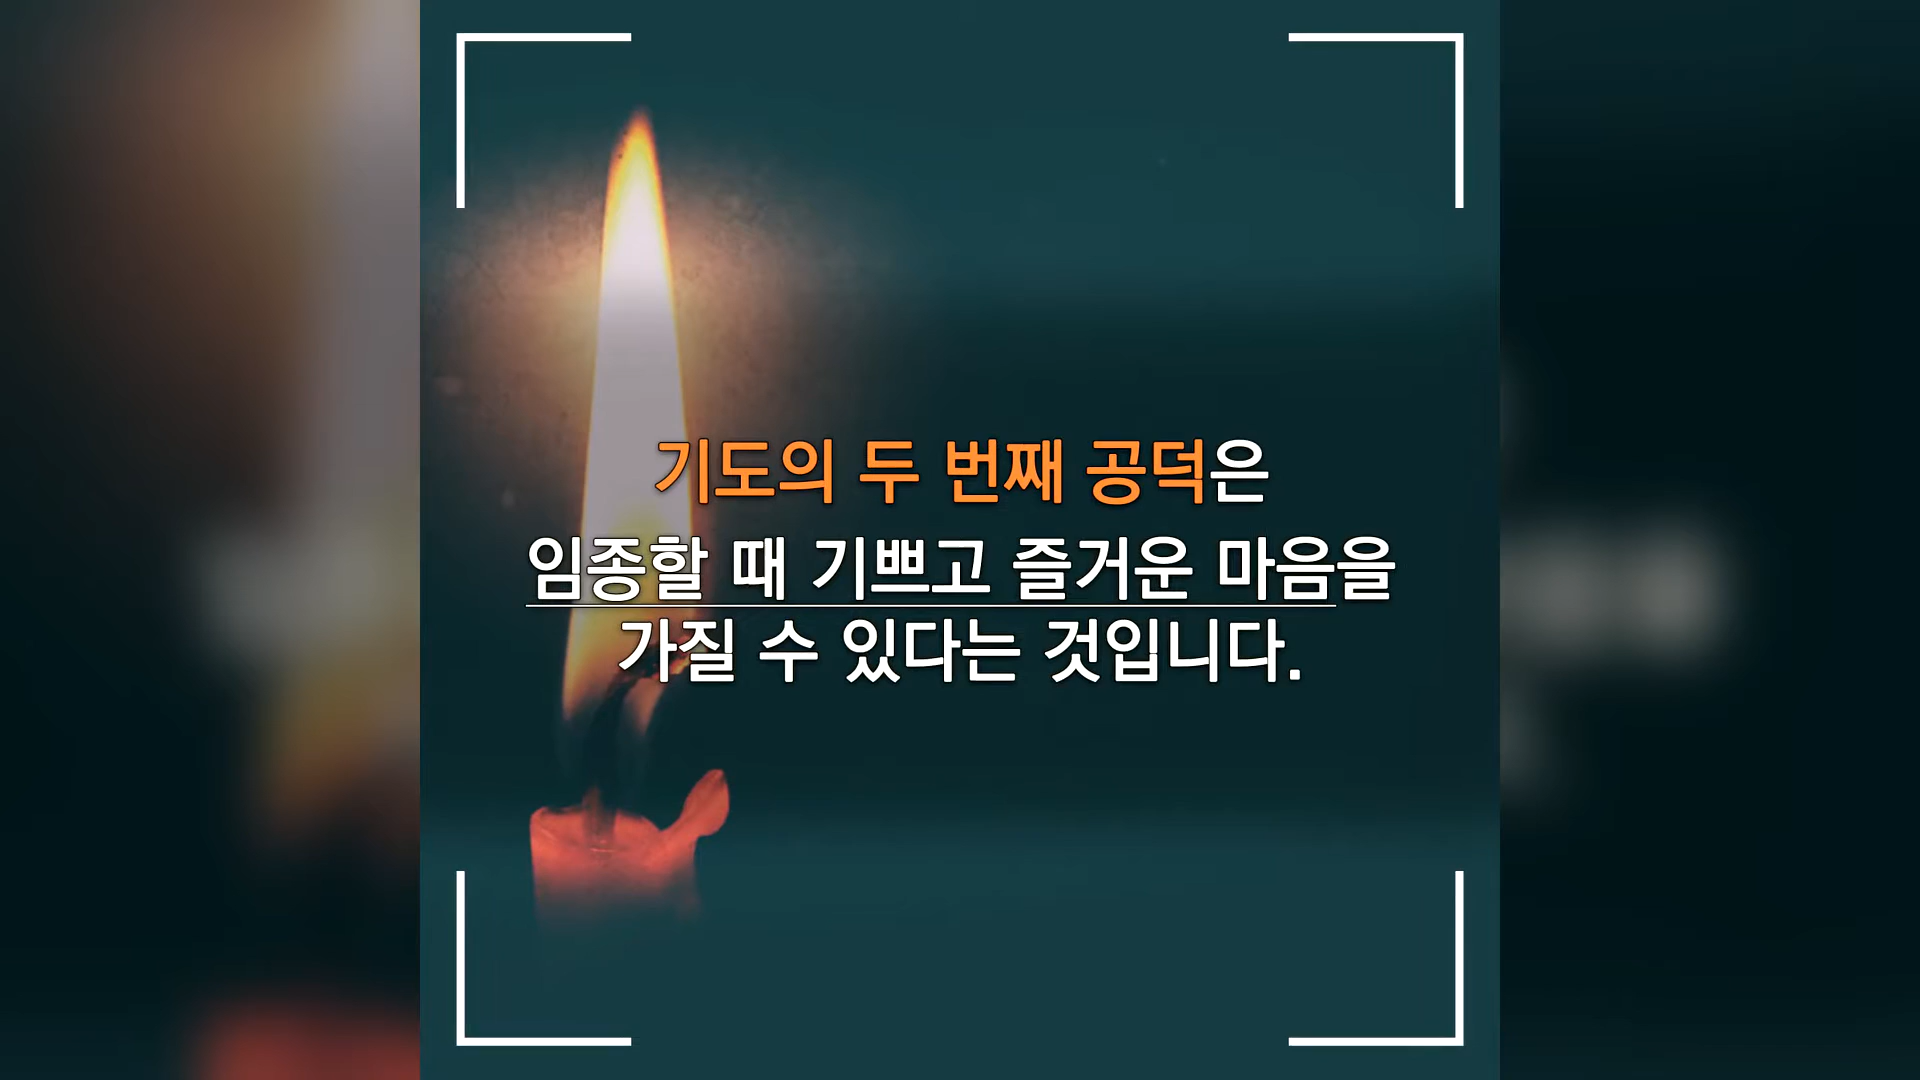 기도의 두 번째 공덕은
임종할 때 기쁘고 즐거운 마음을
가질 수 있다는 것입니다.